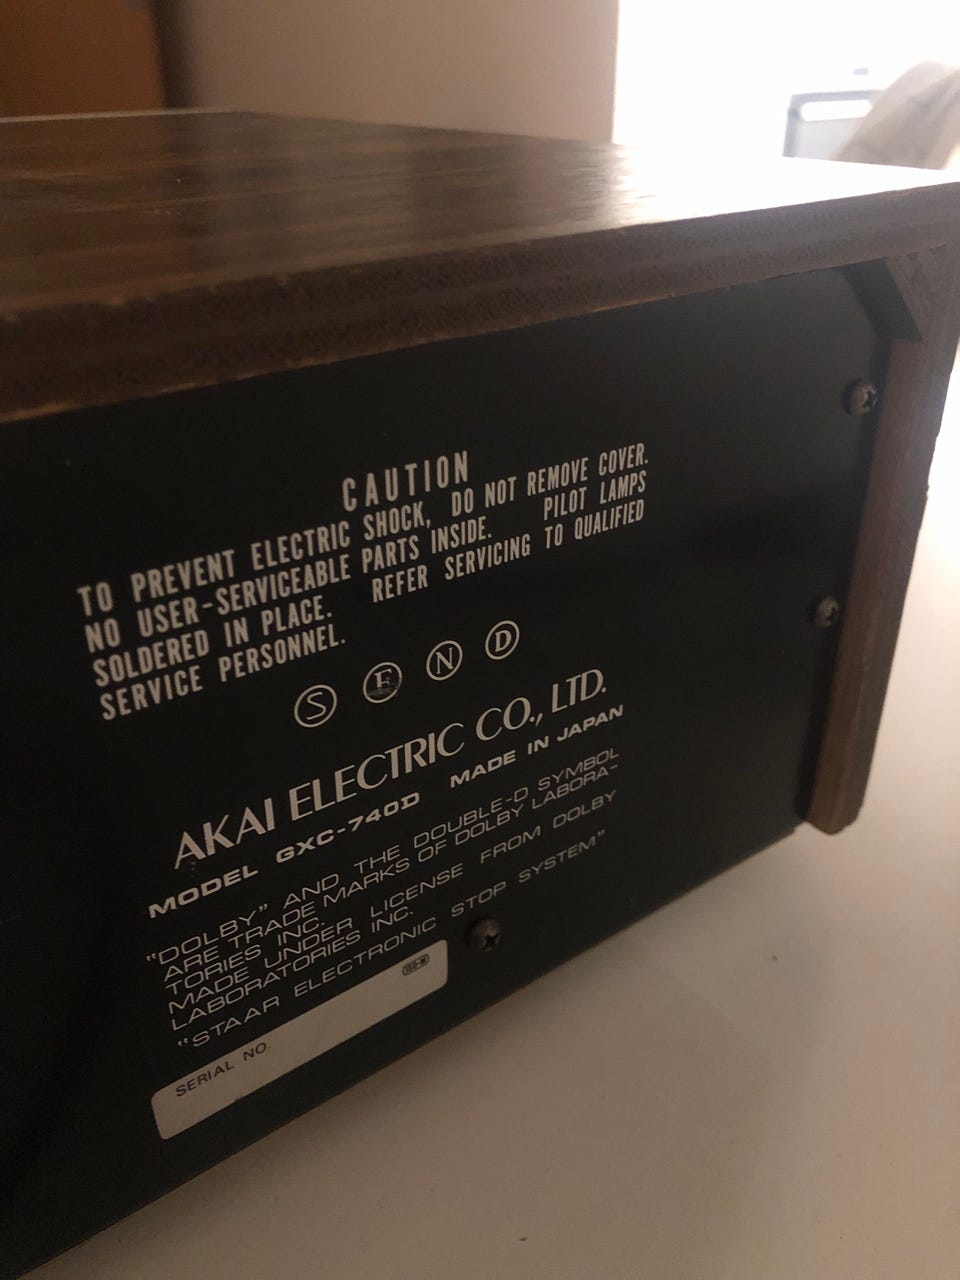 CAUTION
TO PREVENT ELECTRIC SHOCK, DO NOT REMOVE COVER.
NO USER-SERVICEABLE PARTS INSIDE. PILOT LAMPS
SOLDERED IN PLACE. REFER SERVICING TO QUALIFIED
SERVICE PERSONNEL.
S E N D
AKAI ELECTRIC CO., LTD.
MODEL GXC-740D MADE IN JAPAN
"DOLBY" AND THE DOUBLE-D SYMBOL
ARE TRADE MARKS OF DOLBY LABORA-
TORIES INC.
MADE UNDER LICENSE FROM DOLBY
LABORATORIES INC.
"STAAR ELECTRONIC STOP SYSTEM"
SERIAL NO.